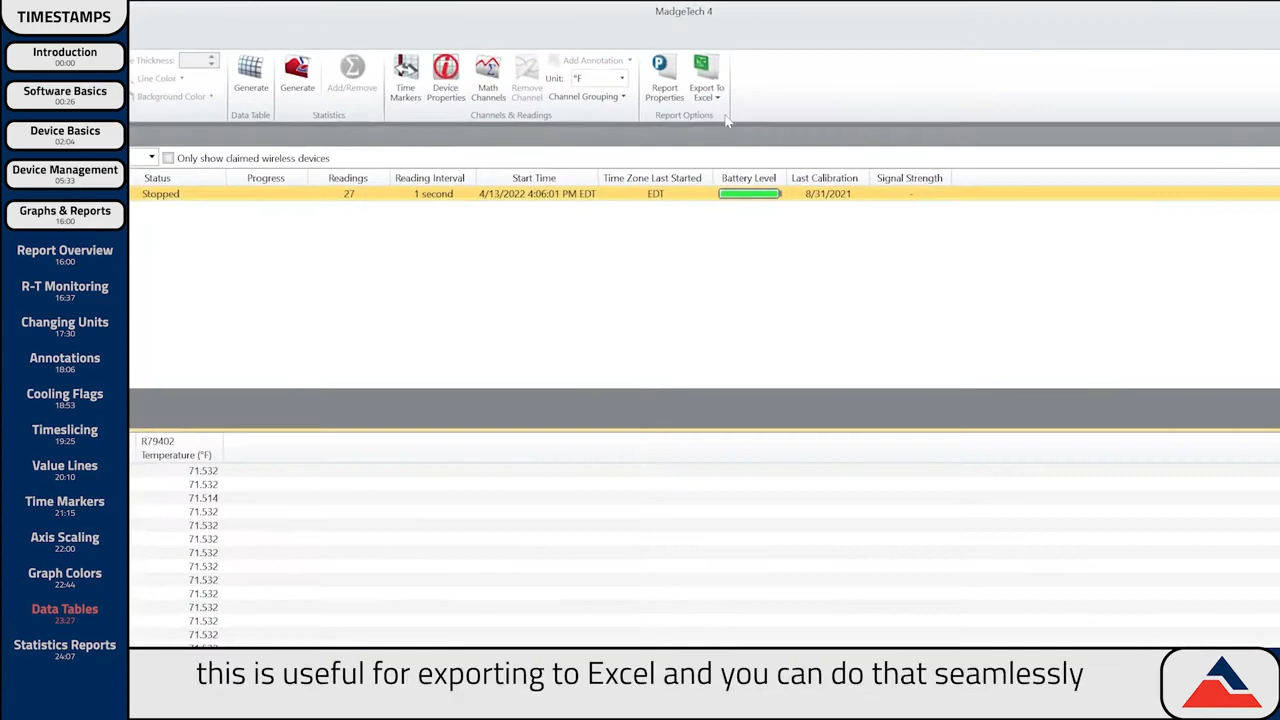 TIMESTAMPS
Introduction
00:00
Software Basics
00:26
Device Basics
02:04
Device Management
05:33
Graphs & Reports
16:00
Report Overview
16:00
R-T Monitoring
16:37
Changing Units
17:30
Annotations
18:06
Cooling Flags
18:53
Timeslicing
19:25
Value Lines
20:10
Time Markers
21:15
Axis Scaling
22:00
Graph Colors
22:44
Data Tables
23:27
Statistics Reports
24:07
MadgeTech 4
e Thickness:
Line Color
Background Color
Generate
Data Table
Generate
Add/Remove
Statistics
Time
Markers
Device
Properties
Math
Channels
Remove
Channel
Add Annotation
Unit: °F
Channel Grouping
Channels & Readings
Report
Properties
Export To
Excel
Report Options
Only show claimed wireless devices
Status Progress Readings Reading Interval Start Time Time Zone Last Started Battery Level Last Calibration Signal Strength
Stopped 27 1 second 4/13/2022 4:06:01 PM EDT EDT 8/31/2021 -
R79402
Temperature (°F)
71.532
71.532
71.514
71.532
71.532
71.532
71.532
71.532
71.532
71.532
71.532
71.532
71.532
this is useful for exporting to Excel and you can do that seamlessly